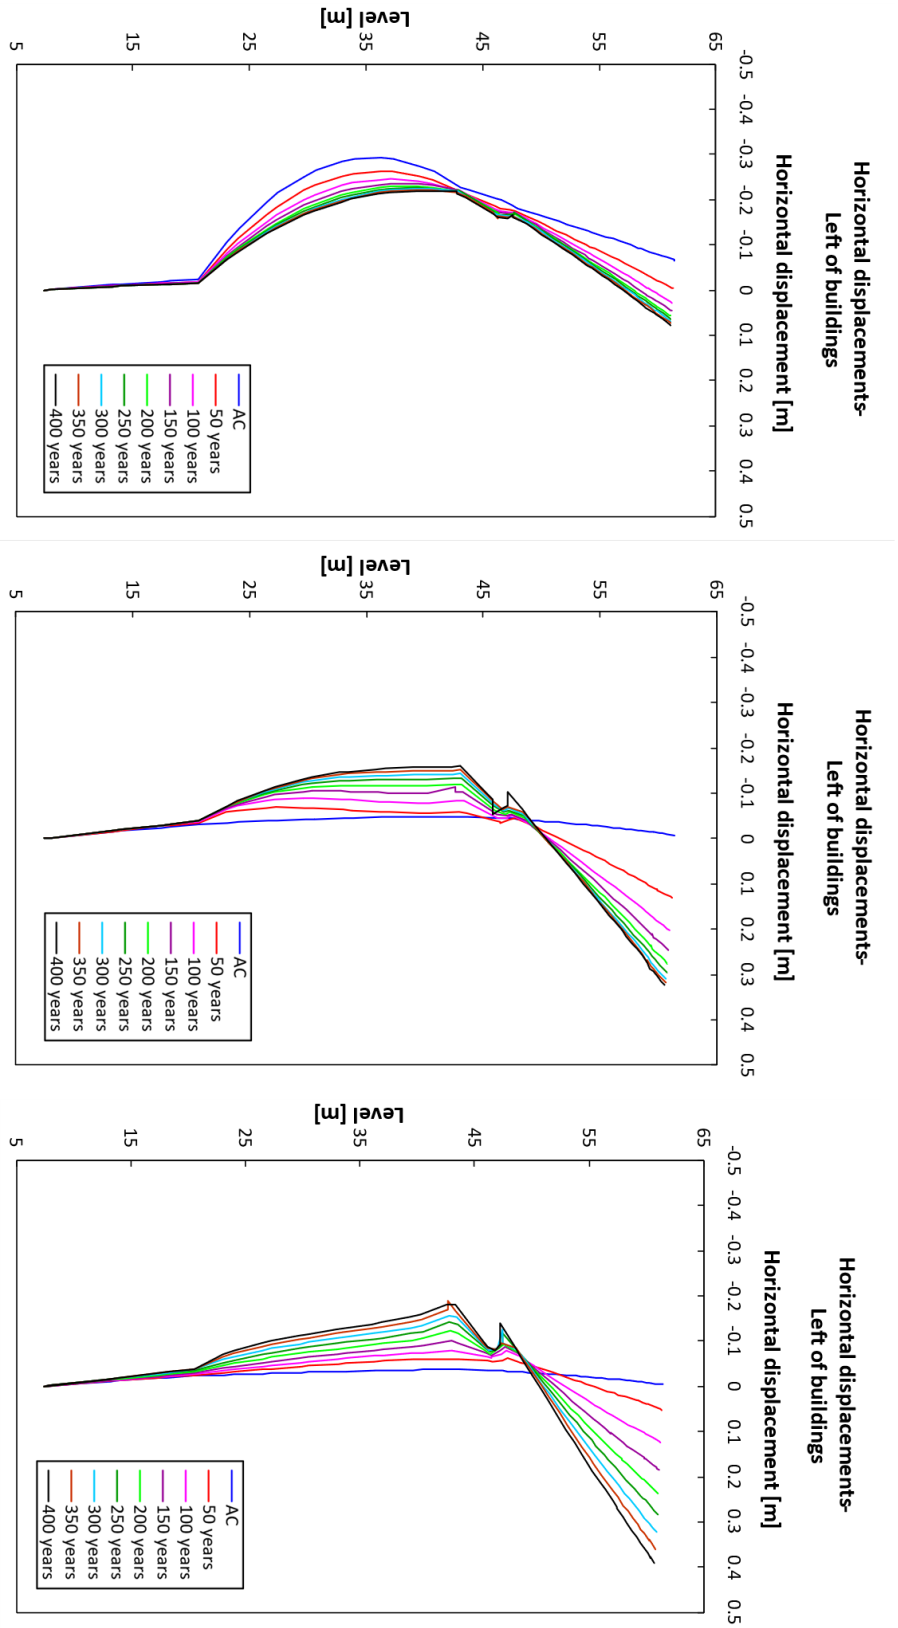 Horizontal displacements-
Left of buildings
Horizontal displacement [m]
-0.5 -0.4 -0.3 -0.2 -0.1 0 0.1 0.2 0.3 0.4 0.5
65
55
45
35
25
15
5
Level [m]
AC
50 years
100 years
150 years
200 years
250 years
300 years
350 years
400 years
Horizontal displacements-
Left of buildings
Horizontal displacement [m]
-0.5 -0.4 -0.3 -0.2 -0.1 0 0.1 0.2 0.3 0.4 0.5
65
55
45
35
25
15
5
Level [m]
AC
50 years
100 years
150 years
200 years
250 years
300 years
350 years
400 years
Horizontal displacements-
Left of buildings
Horizontal displacement [m]
-0.5 -0.4 -0.3 -0.2 -0.1 0 0.1 0.2 0.3 0.4 0.5
65
55
45
35
25
15
5
Level [m]
AC
50 years
100 years
150 years
200 years
250 years
300 years
350 years
400 years